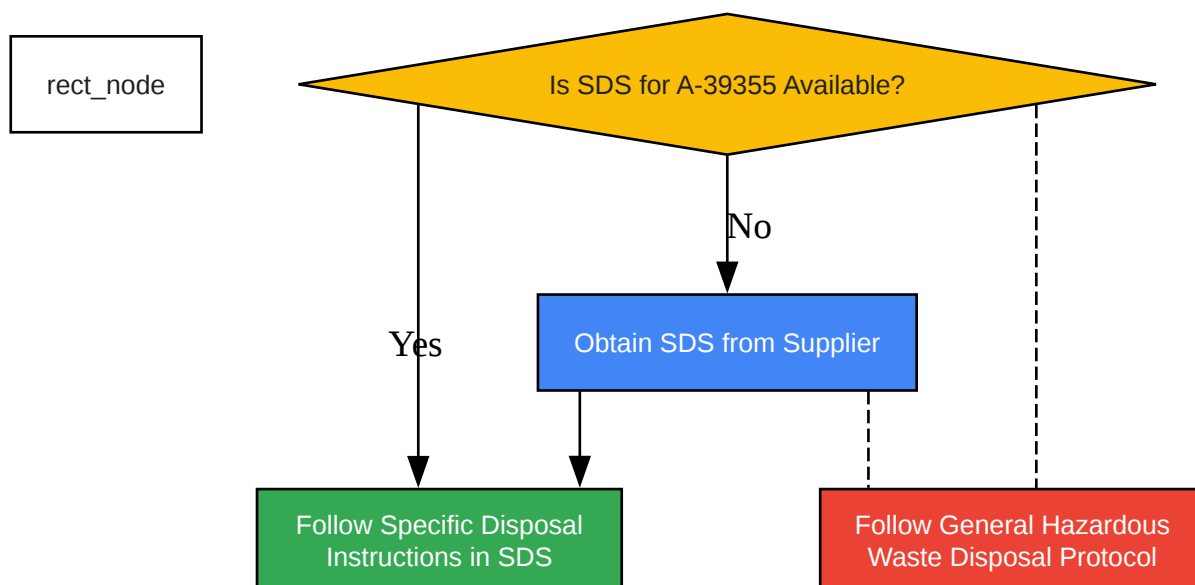 rect_node
Is SDS for A-39355 Available?
No
Yes
Obtain SDS from Supplier
Follow Specific Disposal
Instructions in SDS
Follow General Hazardous
Waste Disposal Protocol